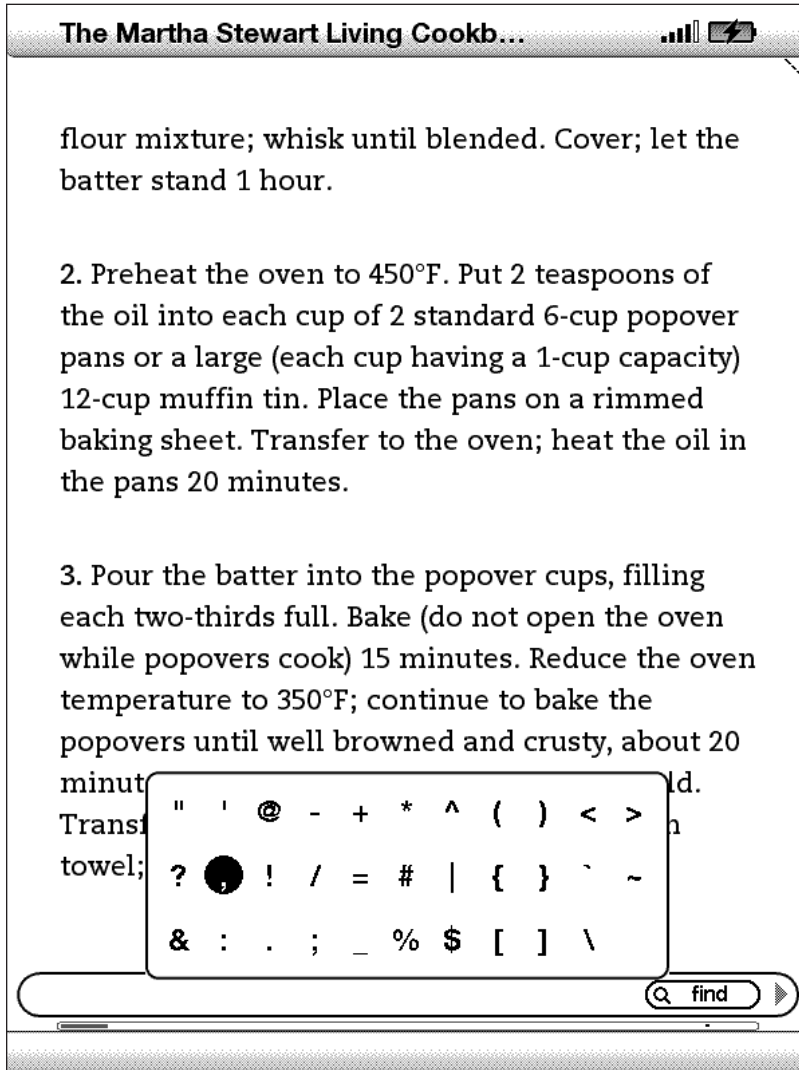 The Martha Stewart Living Cookb...
flour mixture; whisk until blended. Cover; let the
batter stand 1 hour.
2. Preheat the oven to 450°F. Put 2 teaspoons of
the oil into each cup of 2 standard 6-cup popover
pans or a large (each cup having a 1-cup capacity)
12-cup muffin tin. Place the pans on a rimmed
baking sheet. Transfer to the oven; heat the oil in
the pans 20 minutes.
3. Pour the batter into the popover cups, filling
each two-thirds full. Bake (do not open the oven
while popovers cook) 15 minutes. Reduce the oven
temperature to 350°F; continue to bake the
popovers until well browned and crusty, about 20
towel;
" ' @ - + * ^ ( ) < >
? , ! / = # | { } ` ~
& : . ; _ % $ [ ] \
find